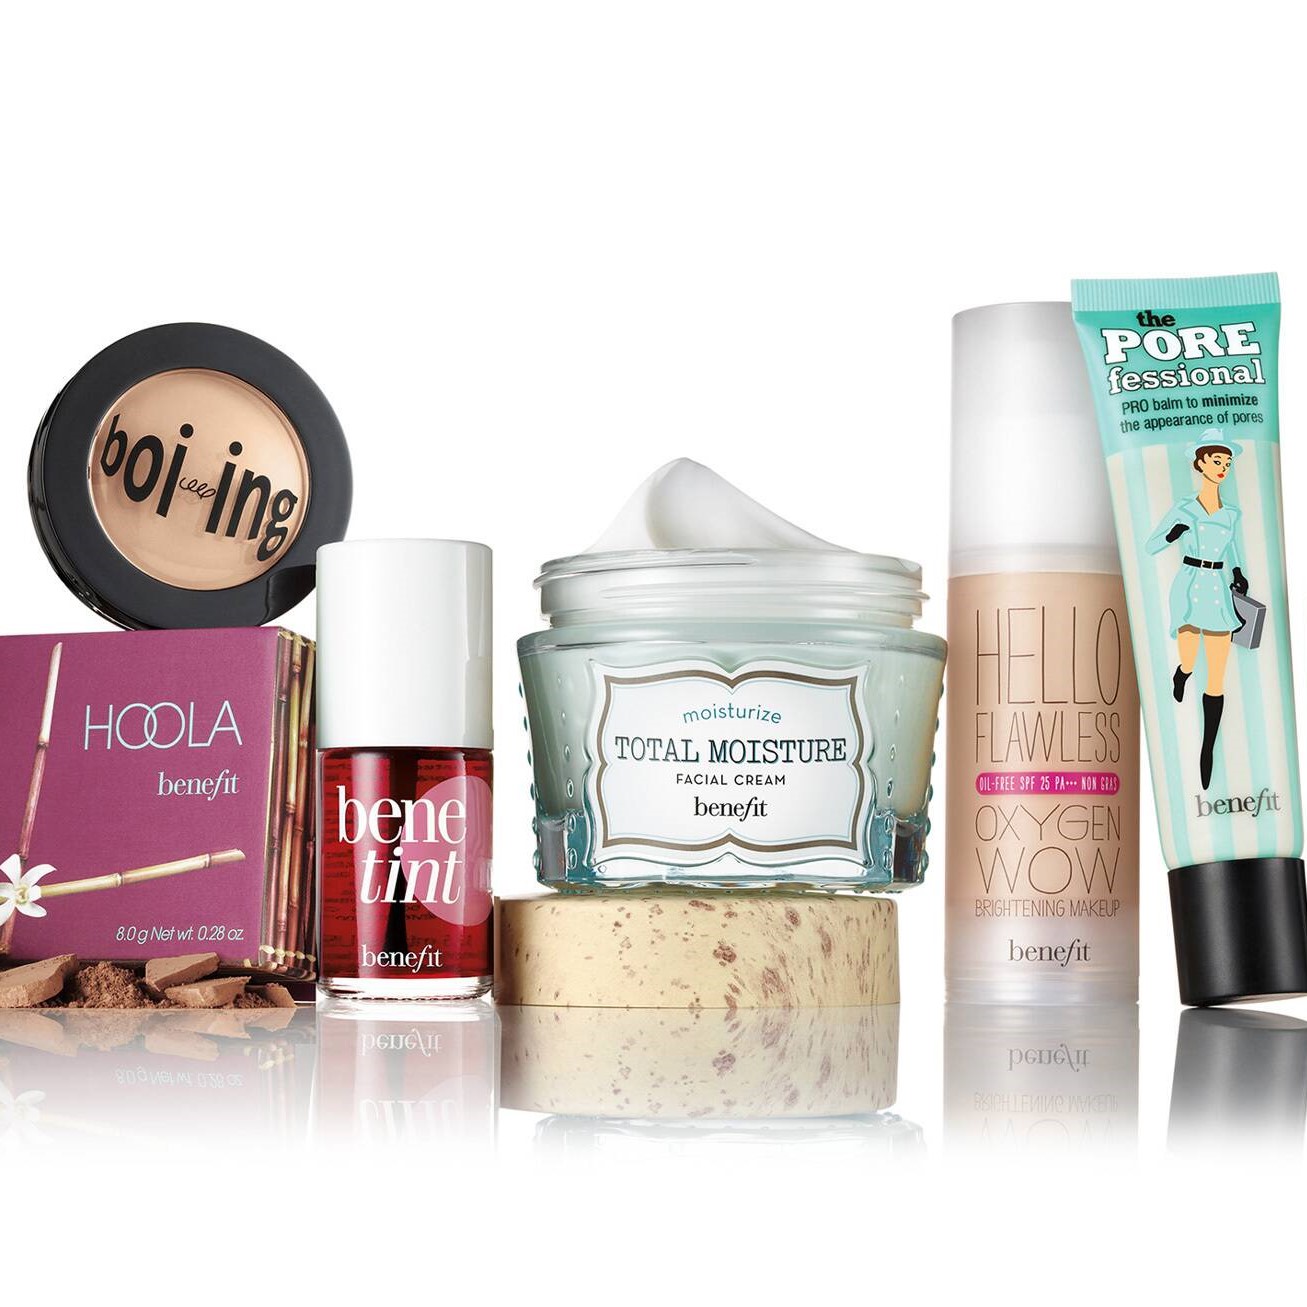 boi-ing
HOOLA
benefit
8.0 g Net wt. 0.28 oz
bene
tint
benefit
moisturize
TOTAL MOISTURE
FACIAL CREAM
benefit
HELLO
FLAWLESS
OIL-FREE SPF 25 PA+++ NON GRAS
OXYGEN
WOW
BRIGHTENING MAKEUP
benefit
the
PORE
fessional
PRO balm to minimize
the appearance of pores
benefit